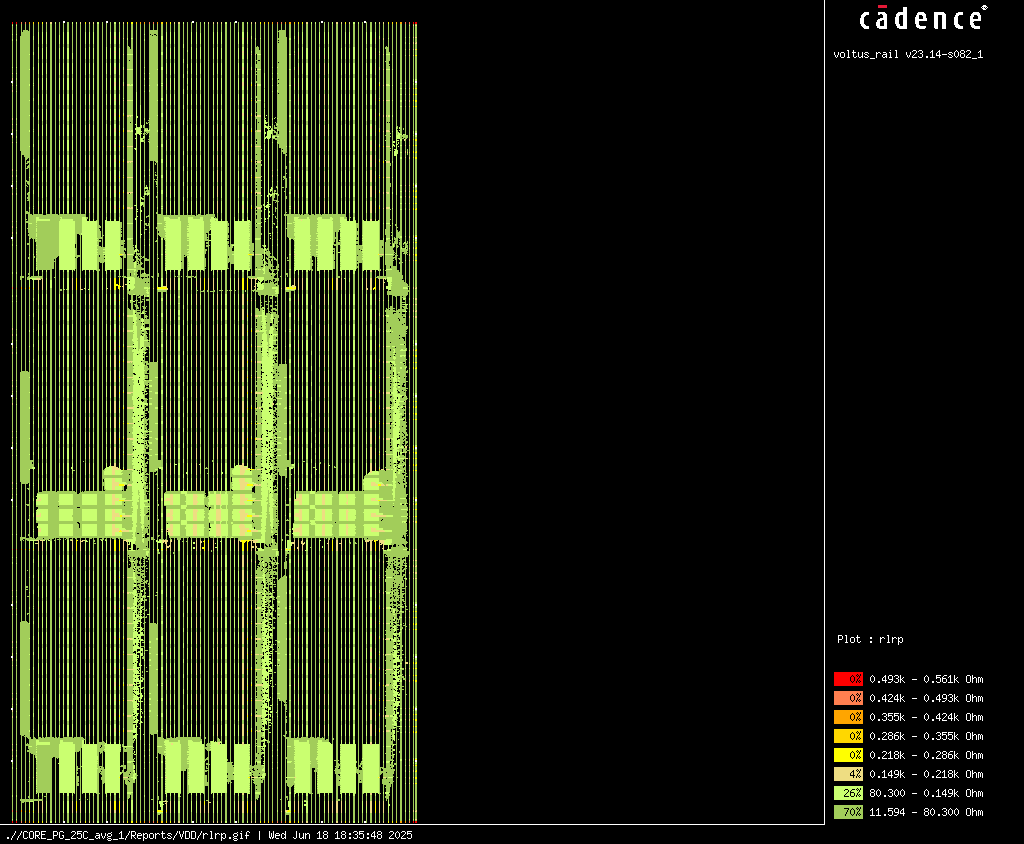 cādence®
voltus_rail v23.14-s082_1
Plot : rlrp
0% 0.493k - 0.561k Ohm
0% 0.424k - 0.493k Ohm
0% 0.355k - 0.424k Ohm
0% 0.286k - 0.355k Ohm
0% 0.218k - 0.286k Ohm
4% 0.149k - 0.218k Ohm
26% 80.300 - 0.149k Ohm
70% 11.594 - 80.300 Ohm
.//CORE_PG_25C_avg_1/Reports/VDD/rlrp.gif | Wed Jun 18 18:35:48 2025